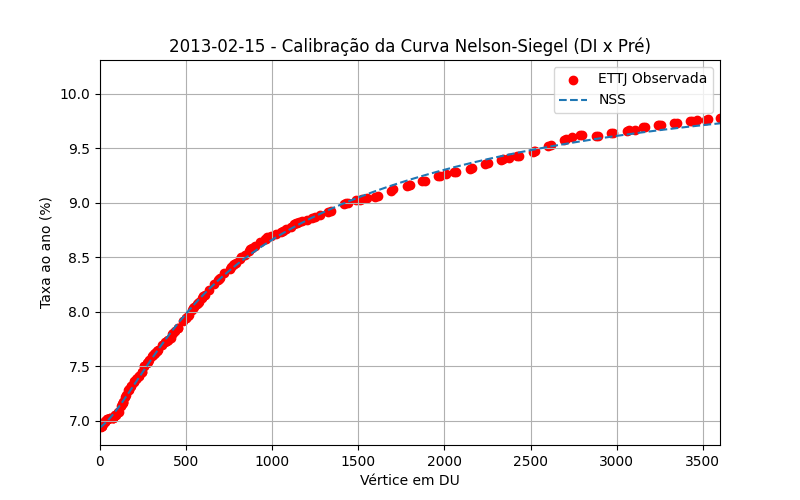 2013-02-15 - Calibração da Curva Nelson-Siegel (DI x Pré)
ETTJ Observada
NSS
Taxa ao ano (%)
10.0
9.5
9.0
8.5
8.0
7.5
7.0
0 500 1000 1500 2000 2500 3000 3500
Vértice em DU